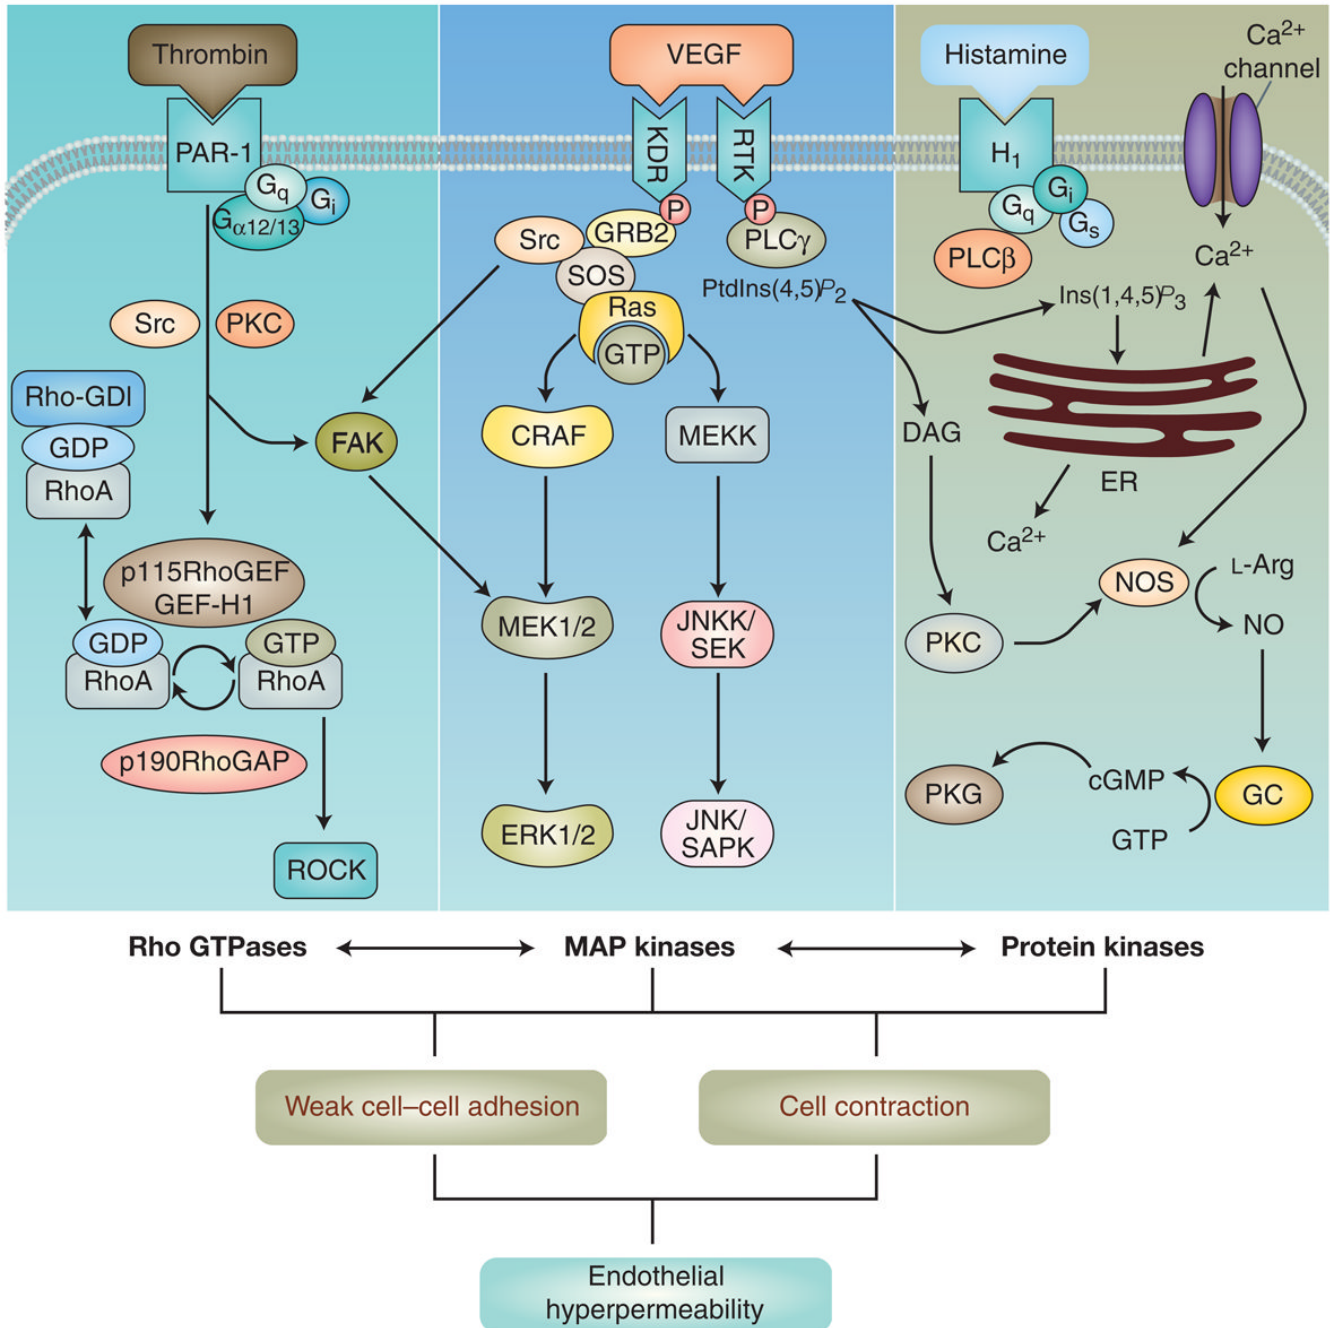 Thrombin
PAR-1
Gq
Gi
Gα12/13
Src
PKC
Rho-GDI
GDP
RhoA
FAK
p115RhoGEF
GEF-H1
GDP
RhoA
GTP
RhoA
p190RhoGAP
ROCK
VEGF
KDR
RTK
P
P
Src
GRB2
PLCγ
SOS
Ras
GTP
PtdIns(4,5)P2
CRAF
MEKK
MEK1/2
JNKK/
SEK
ERK1/2
JNK/
SAPK
Histamine
Ca2+
channel
H1
Gq
Gi
Gs
PLCβ
Ca2+
Ins(1,4,5)P3
DAG
ER
Ca2+
NOS
L-Arg
NO
PKC
PKG
cGMP
GTP
GC
Rho GTPases
MAP kinases
Protein kinases
Weak cell–cell adhesion
Cell contraction
Endothelial
hyperpermeability